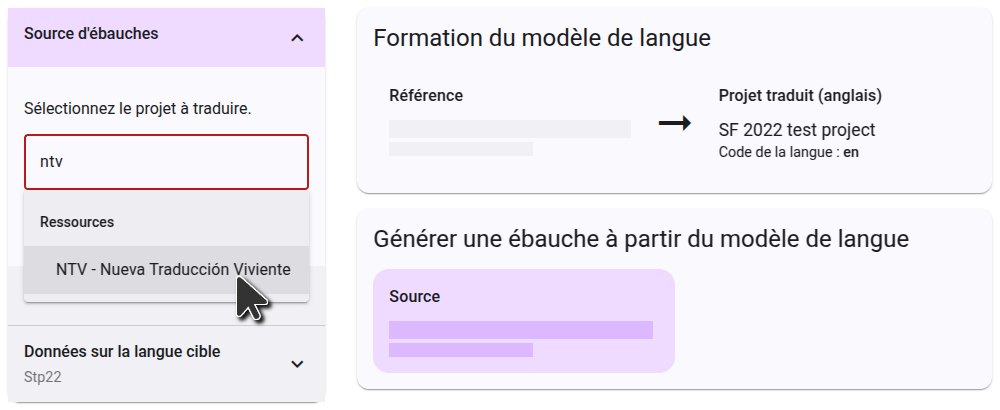 Source d'ébauches
Sélectionnez le projet à traduire.
ntv
Ressources
NTV - Nueva Traducción Viviente
Données sur la langue cible
Stp22
Formation du modèle de langue
Référence
Projet traduit (anglais)
SF 2022 test project
Code de la langue : en
Générer une ébauche à partir du modèle de langue
Source